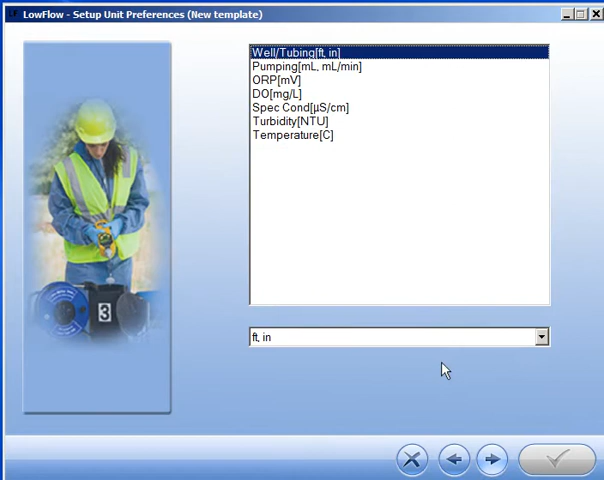 LowFlow - Setup Unit Preferences (New template)
Well/Tubing[ft, in]
Pumping[mL, mL/min]
ORP[mV]
DO[mg/L]
Spec Cond[µS/cm]
Turbidity[NTU]
Temperature[C]
3
ft, in